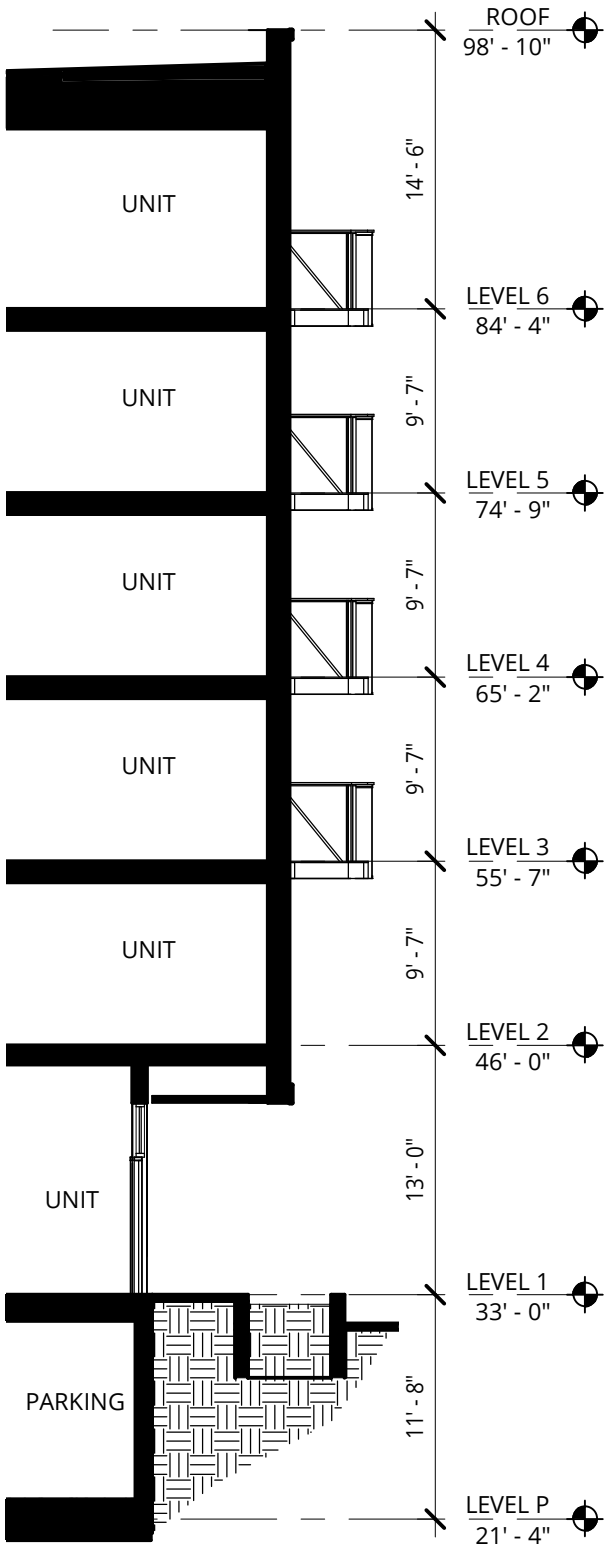 ROOF
98' - 10"
14' - 6"
UNIT
LEVEL 6
84' - 4"
9' - 7"
UNIT
LEVEL 5
74' - 9"
9' - 7"
UNIT
LEVEL 4
65' - 2"
9' - 7"
UNIT
LEVEL 3
55' - 7"
9' - 7"
UNIT
LEVEL 2
46' - 0"
13' - 0"
UNIT
LEVEL 1
33' - 0"
PARKING
11' - 8"
LEVEL P
21' - 4"